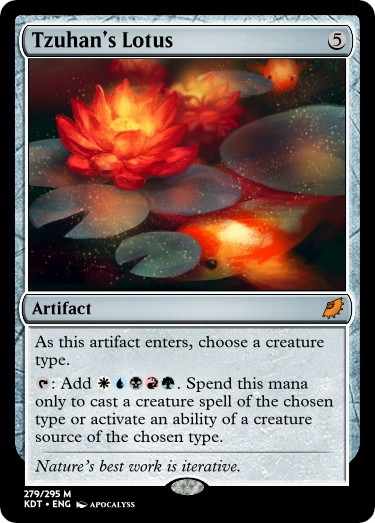 Tzuhan's Lotus 5
Artifact
As this artifact enters, choose a creature
type.
: Add . Spend this mana
only to cast a creature spell of the chosen
type or activate an ability of a creature
source of the chosen type.
Nature's best work is iterative.
279/295 M
KDT • ENG APOCALYPSE